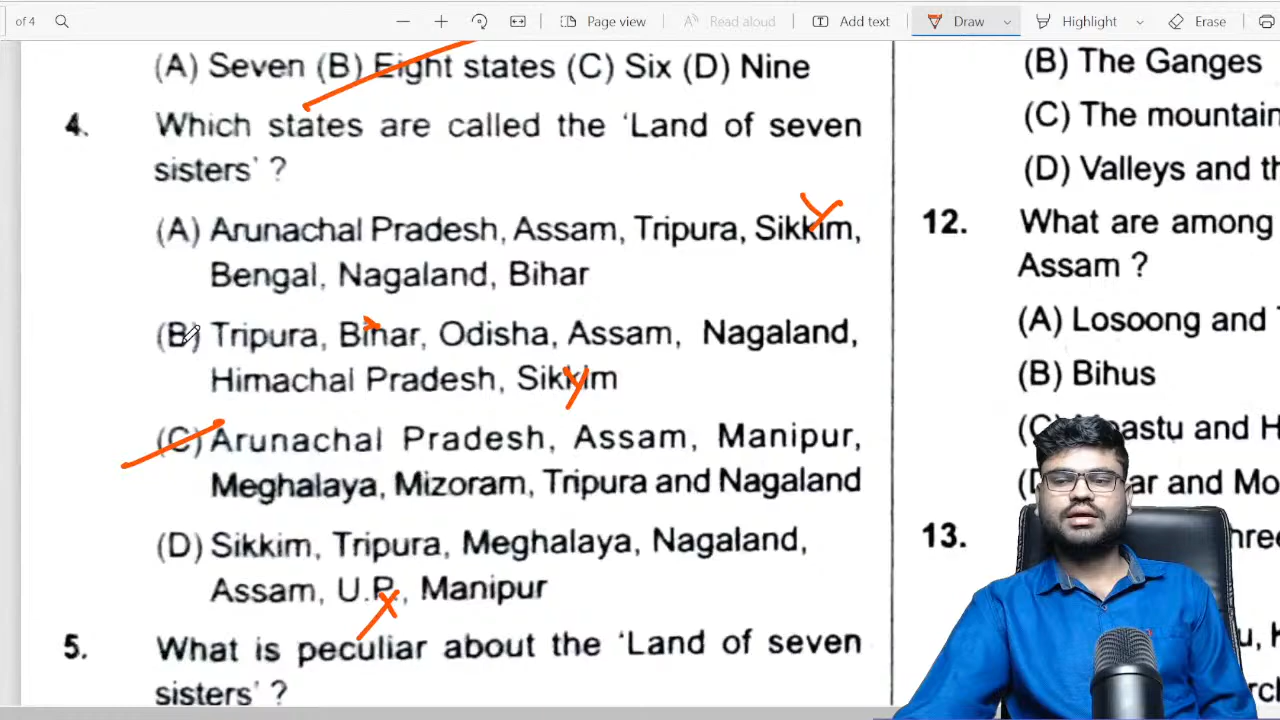 of 4
Page view
Read aloud
Add text
Draw
Highlight
Erase
(A) Seven (B) Eight states (C) Six (D) Nine
4. Which states are called the 'Land of seven
sisters' ?
(A) Arunachal Pradesh, Assam, Tripura, Sikkim,
Bengal, Nagaland, Bihar
(B) Tripura, Bihar, Odisha, Assam, Nagaland,
Himachal Pradesh, Sikkim
(C) Arunachal Pradesh, Assam, Manipur,
Meghalaya, Mizoram, Tripura and Nagaland
(D) Sikkim, Tripura, Meghalaya, Nagaland,
Assam, U.P., Manipur
5. What is peculiar about the 'Land of seven
sisters' ?
(B) The Ganges
(C) The mountain
(D) Valleys and th
12. What are among
Assam ?
(A) Losoong and
(B) Bihus
and H
and Mo
13.